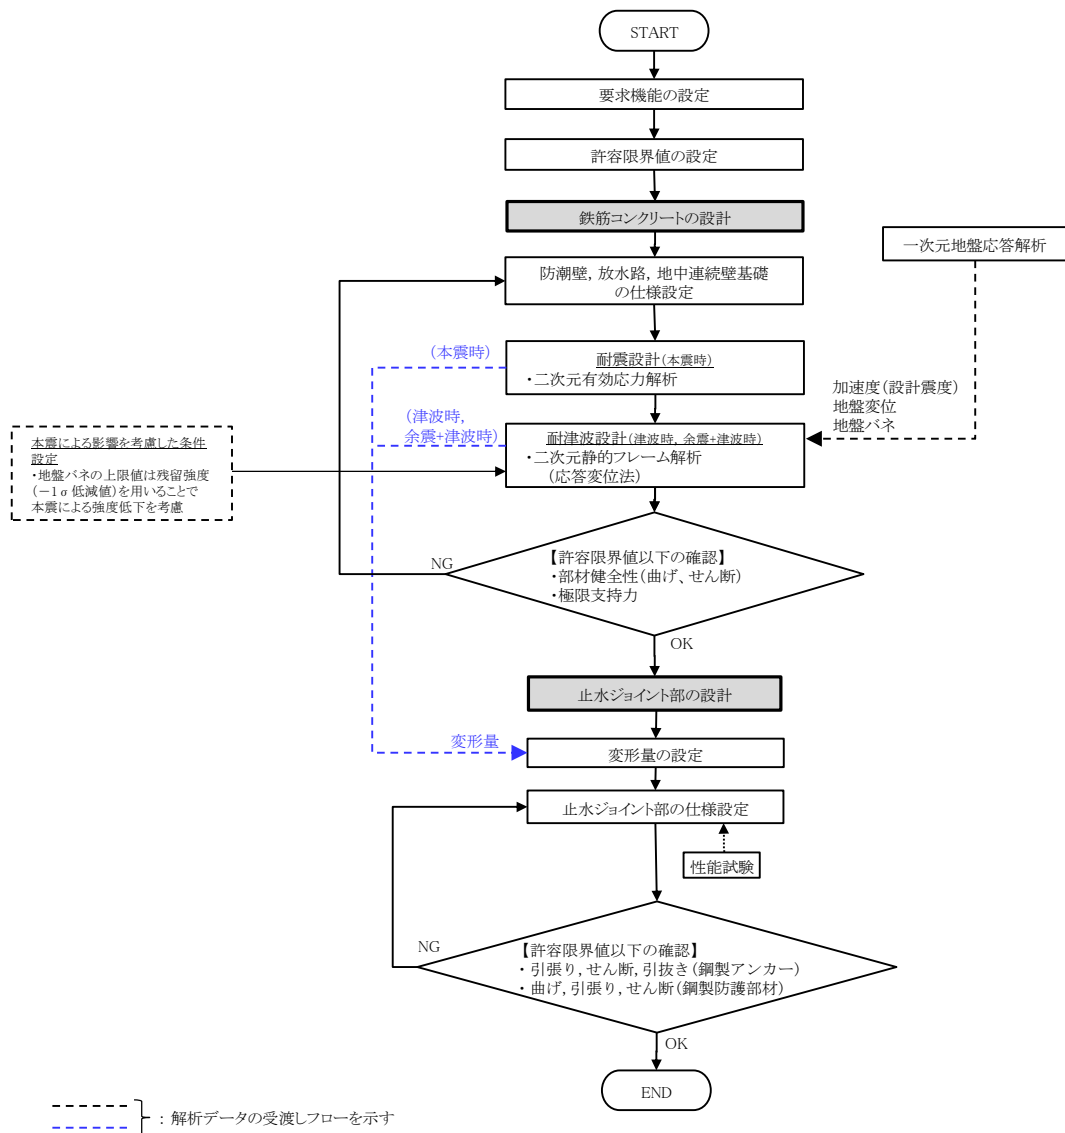 START
要求機能の設定
許容限界値の設定
鉄筋コンクリートの設計
一次元地盤応答解析
防潮壁，放水路，地中連続壁基礎
の仕様設定
（本震時）
耐震設計（本震時）
・二次元有効応力解析
加速度（設計震度）
地盤変位
地盤バネ
（津波時，
余震+津波時）
耐津波設計（津波時，余震+津波時）
・二次元静的フレーム解析
（応答変位法）
本震による影響を考慮した条件
設定
・地盤バネの上限値は残留強度
（－1σ低減値）を用いることで
本震による強度低下を考慮
NG
【許容限界値以下の確認】
・部材健全性（曲げ、せん断）
・極限支持力
OK
止水ジョイント部の設計
変形量
変形量の設定
止水ジョイント部の仕様設定
性能試験
NG
【許容限界値以下の確認】
・引張り，せん断，引抜き（鋼製アンカー）
・曲げ，引張り，せん断（鋼製防護部材）
OK
END
：解析データの受渡しフローを示す